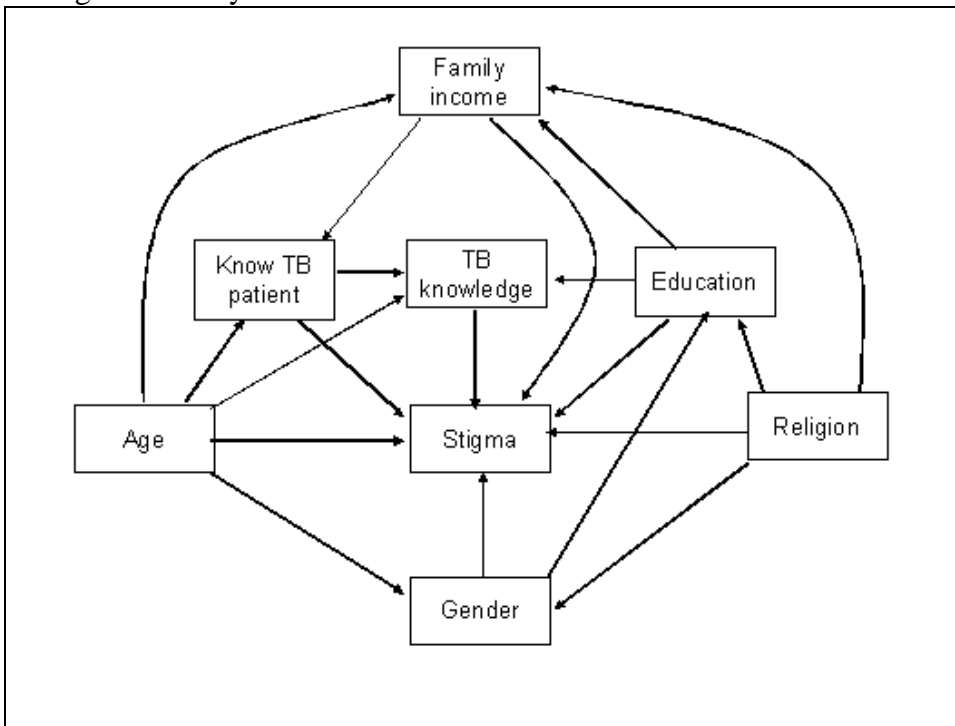 Family
income
Know TB
patient
TB
knowledge
Education
Age
Stigma
Religion
Gender